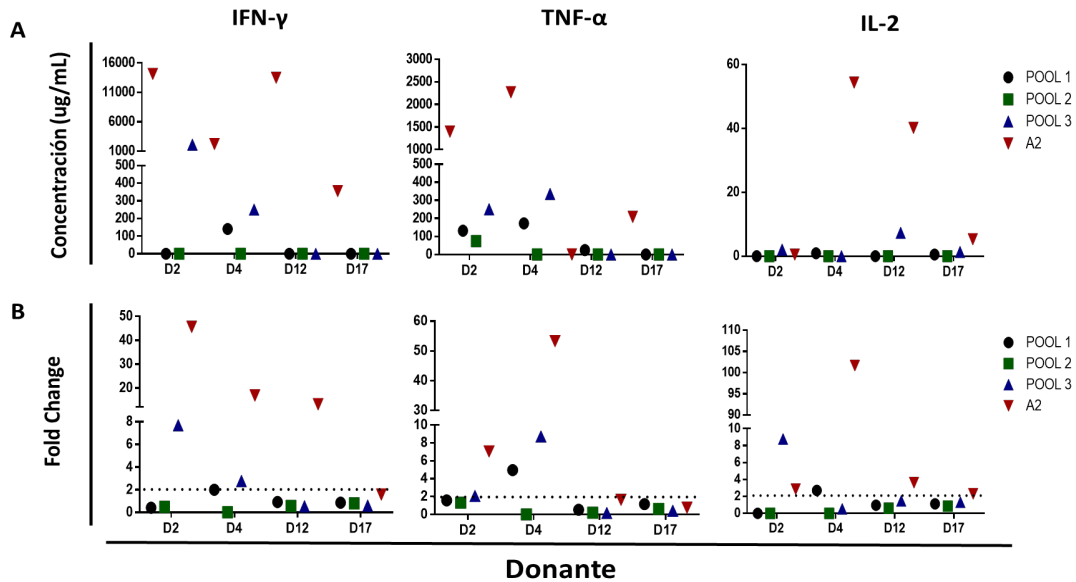 IFN-γ
TNF-α
IL-2
A
Concentración (ug/mL)
16000
11000
6000
1000
500
400
300
200
100
0
D2
D4
D12
D17
3000
2500
2000
1500
1000
500
400
300
200
100
0
D2
D4
D12
D17
60
40
20
0
D2
D4
D12
D17
POOL 1
POOL 2
POOL 3
A2
B
Fold Change
50
40
30
20
8
6
4
2
0
D2
D4
D12
D17
60
50
40
30
10
8
6
4
2
0
D2
D4
D12
D17
110
105
100
95
90
10
8
6
4
2
0
D2
D4
D12
D17
POOL 1
POOL 2
POOL 3
A2
Donante